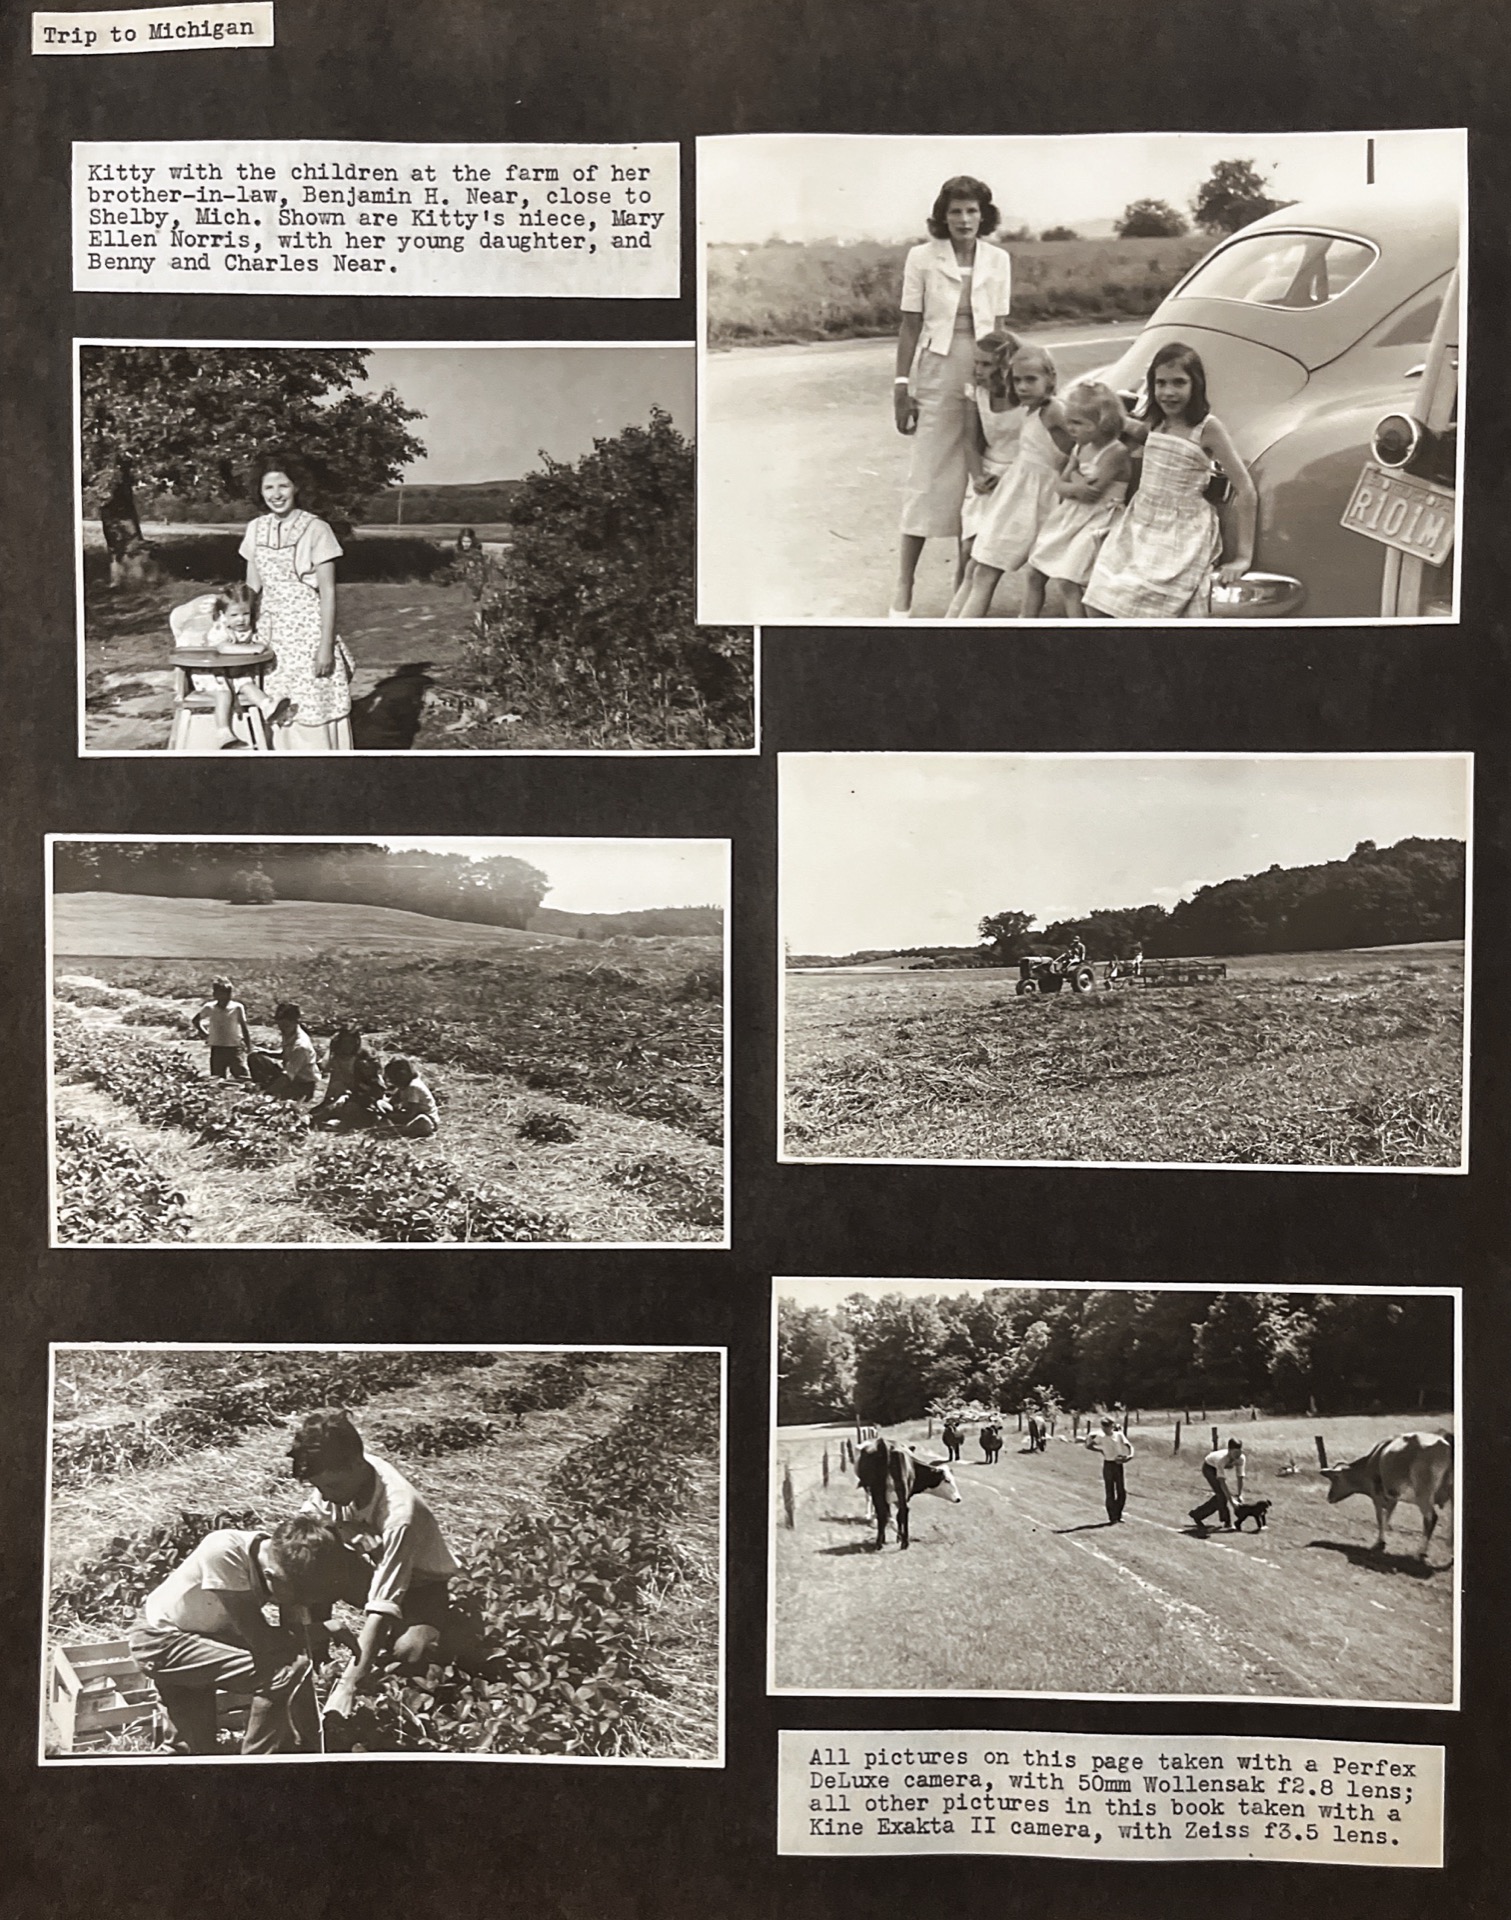 Trip to Michigan
Kitty with the children at the farm of her
brother-in-law, Benjamin H. Near, close to
Shelby, Mich. Shown are Kitty's niece, Mary
Ellen Norris, with her young daughter, and
Benny and Charles Near.
R101M
All pictures on this page taken with a Perfex
DeLuxe camera, with 50mm Wollensak f2.8 lens;
all other pictures in this book taken with a
Kine Exakta II camera, with Zeiss f3.5 lens.